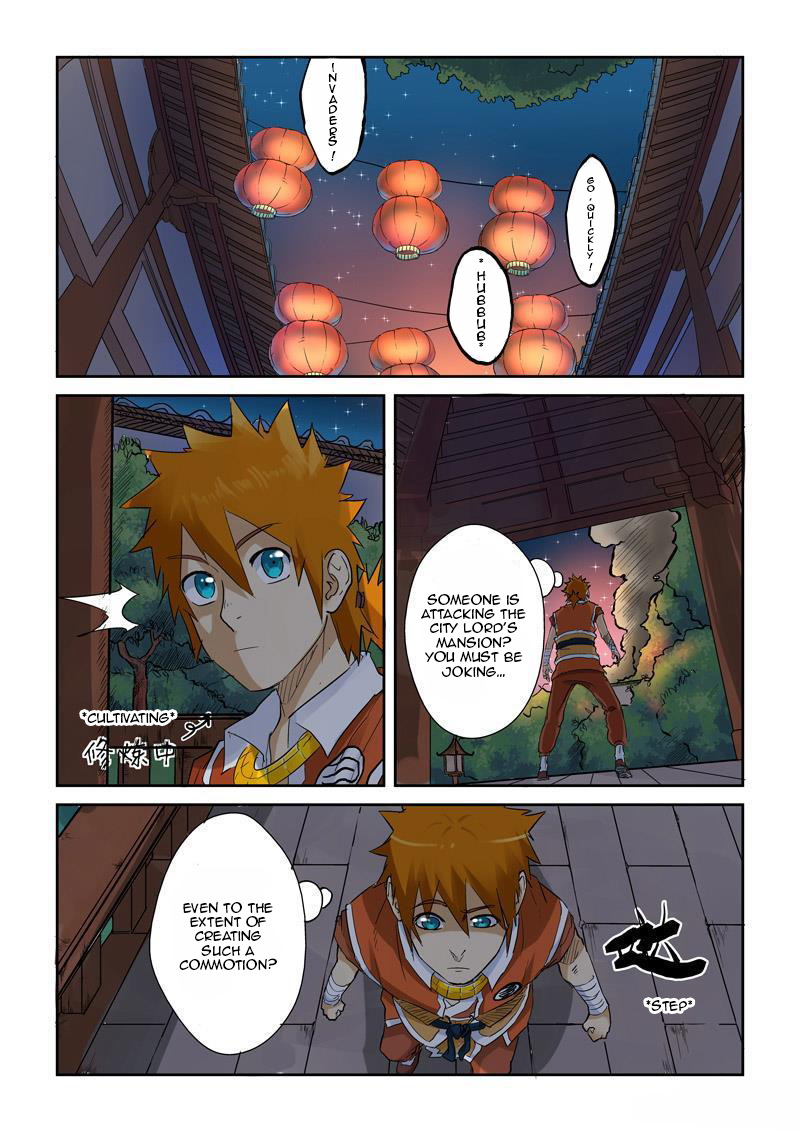 INVADERS!
GO, QUICKLY!
*HUBBUB*
*CULTIVATING*
修炼中
SOMEONE IS
ATTACKING THE
CITY LORD'S
MANSION?
YOU MUST BE
JOKING...
EVEN TO THE
EXTENT OF
CREATING
SUCH A
COMMOTION?
*STEP*